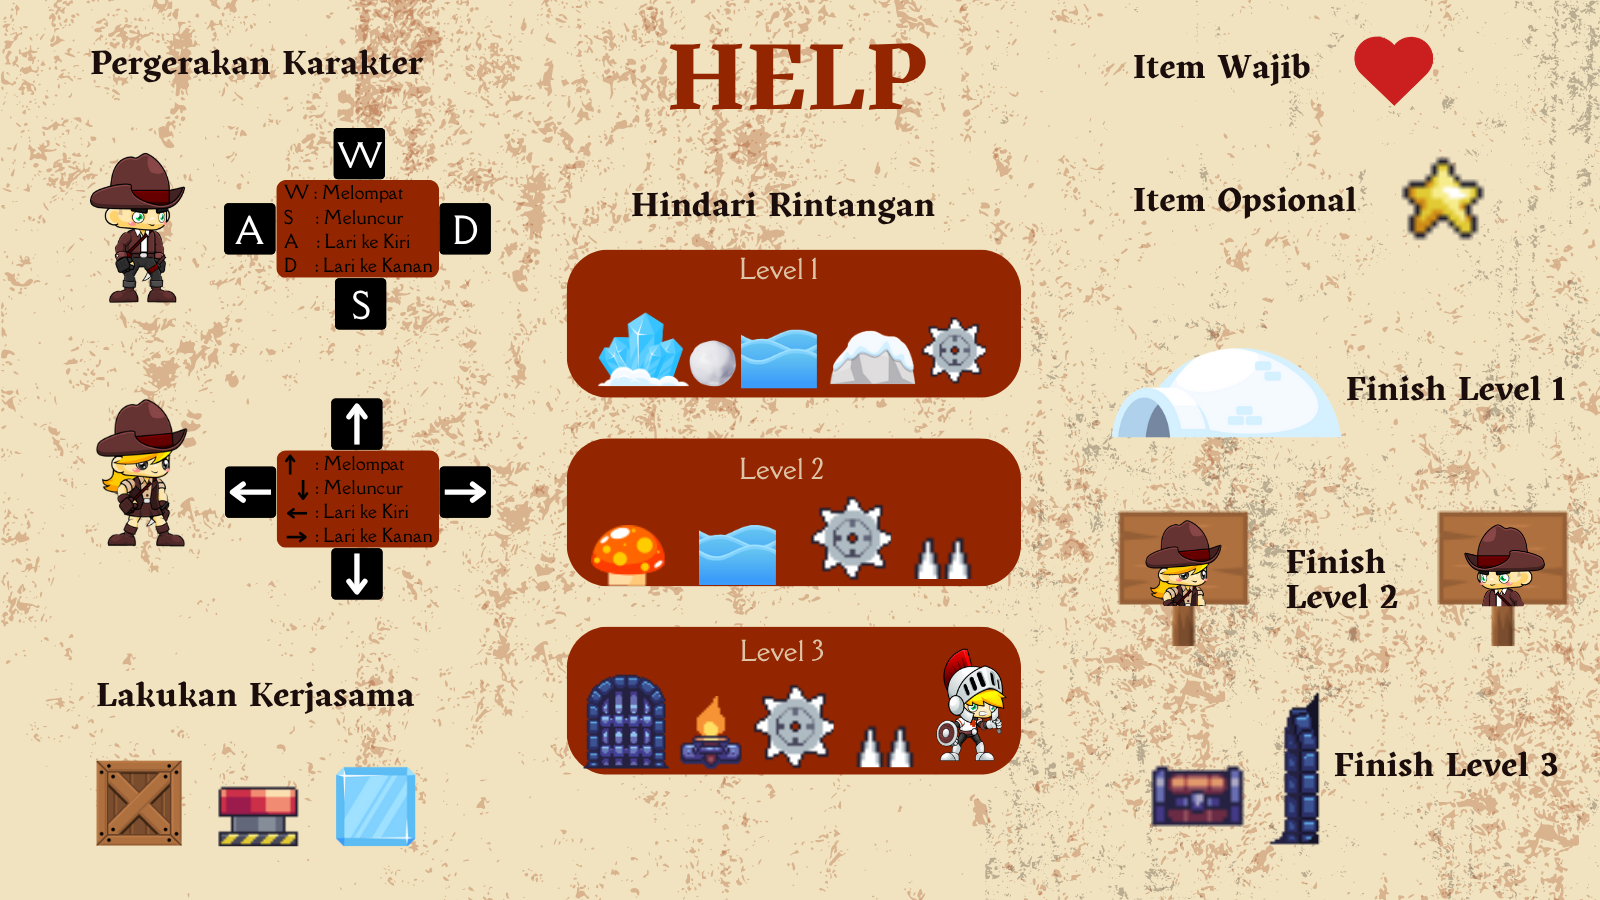 HELP
Pergerakan Karakter
W
A
D
S
W : Melompat
S : Meluncur
A : Lari ke Kiri
D : Lari ke Kanan
↑
←
→
↓
↑ : Melompat
↓ : Meluncur
← : Lari ke Kiri
→ : Lari ke Kanan
Lakukan Kerjasama
Hindari Rintangan
Level 1
Level 2
Level 3
Item Wajib
Item Opsional
Finish Level 1
Finish
Level 2
Finish Level 3